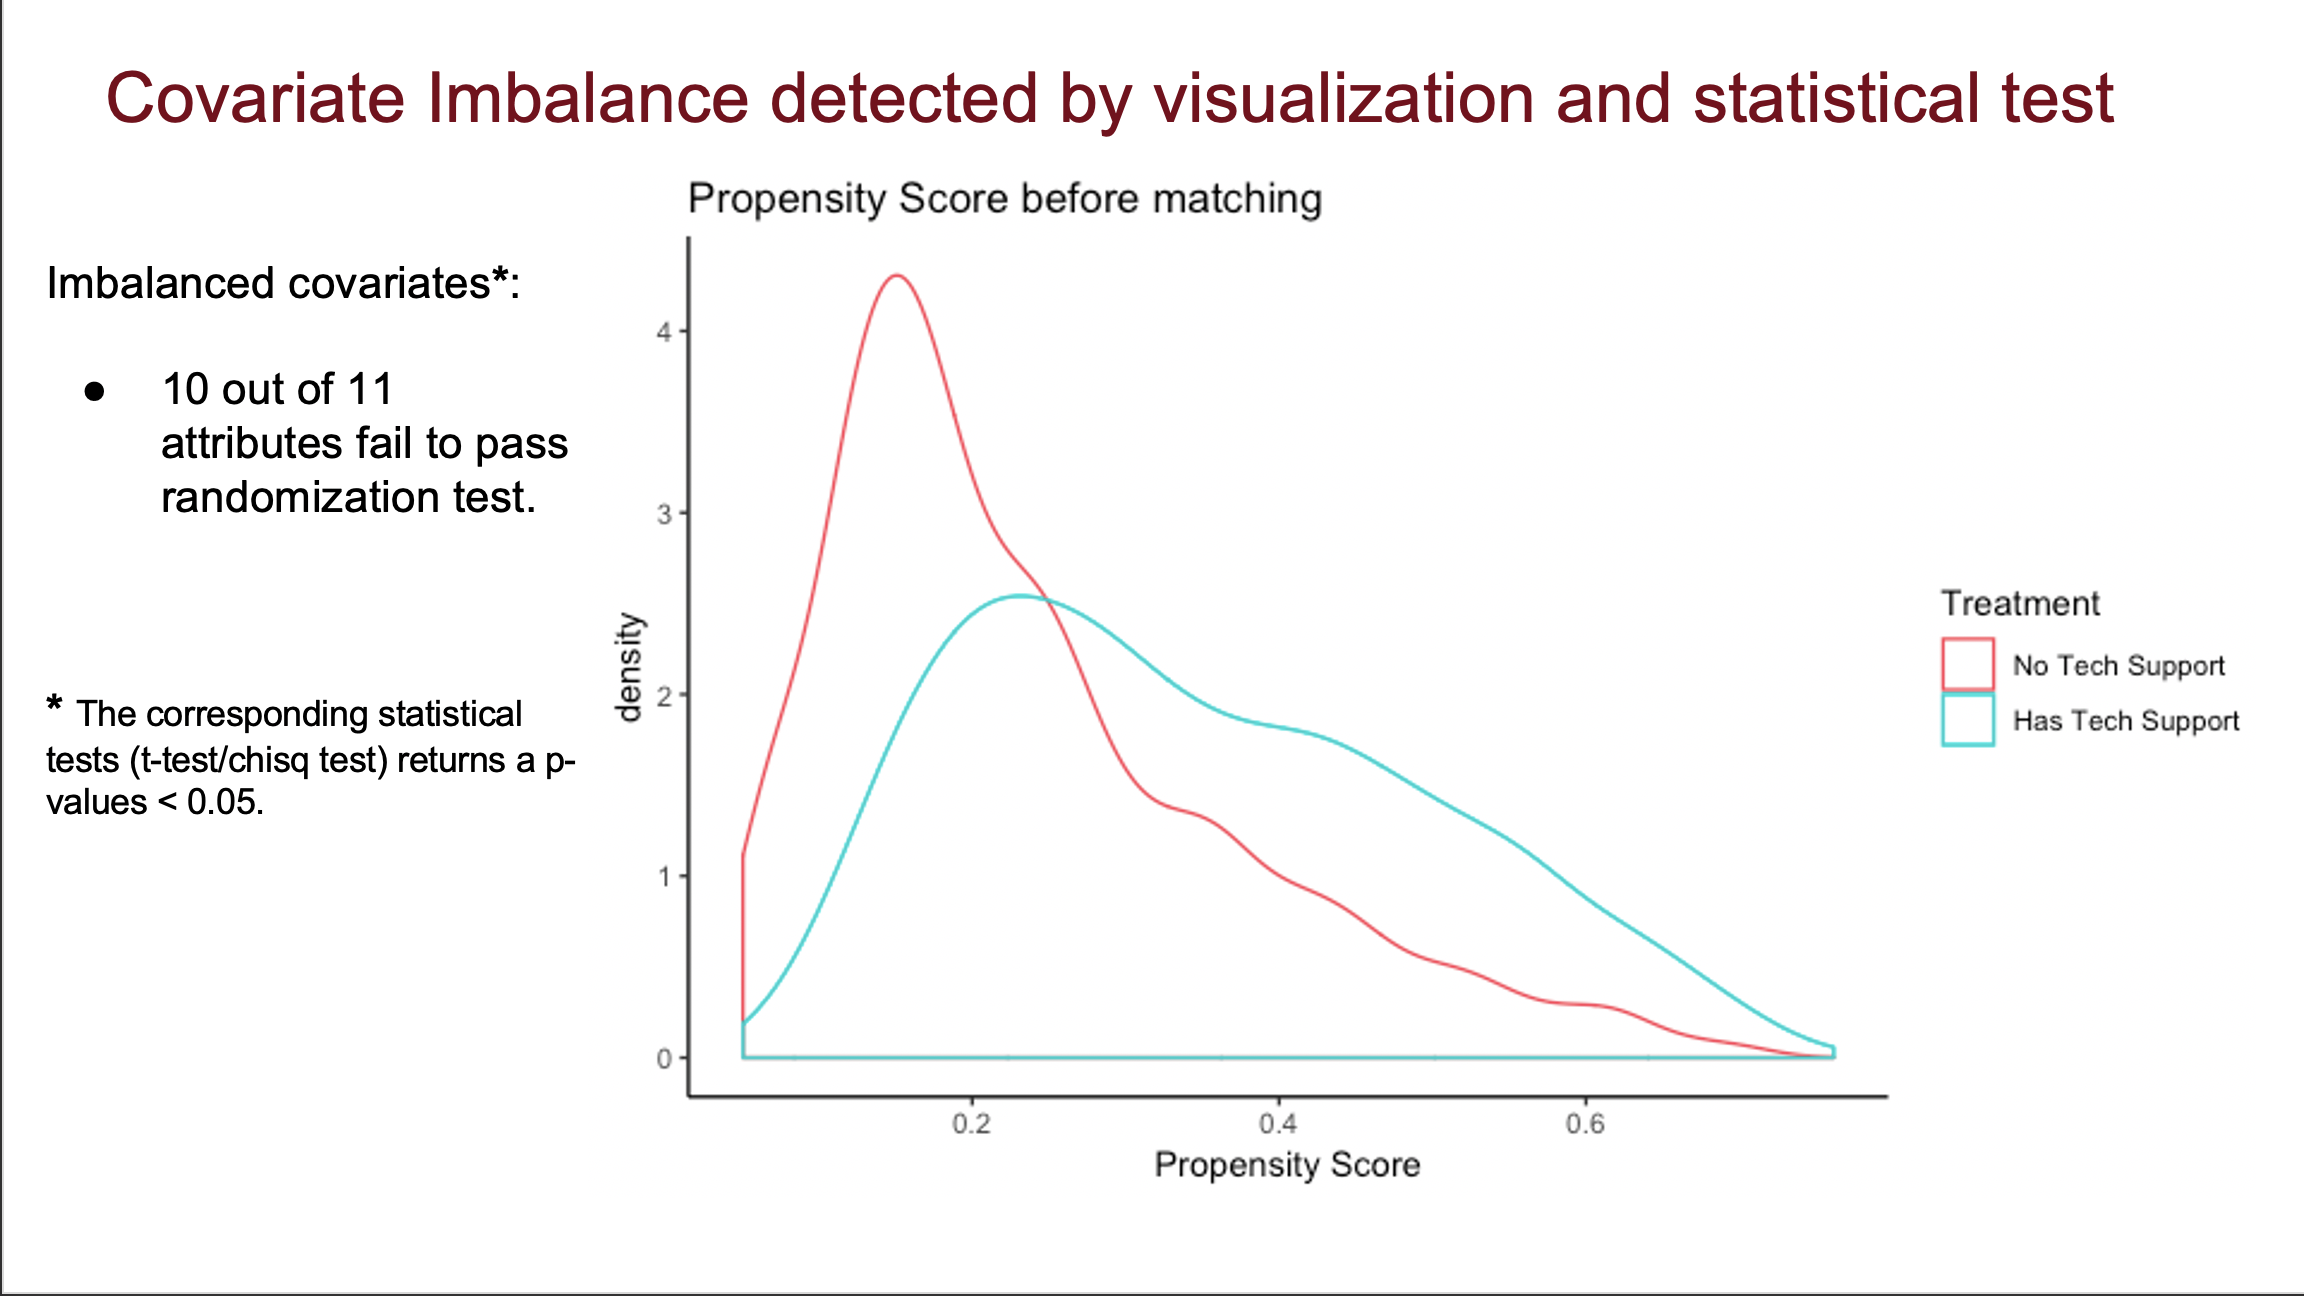 Covariate Imbalance detected by visualization and statistical test
Propensity Score before matching
Imbalanced covariates*:
● 10 out of 11
attributes fail to pass
randomization test.
* The corresponding statistical
tests (t-test/chisq test) returns a p-
values < 0.05.
density
4
3
2
1
0
0.2 0.4 0.6
Propensity Score
Treatment
No Tech Support
Has Tech Support